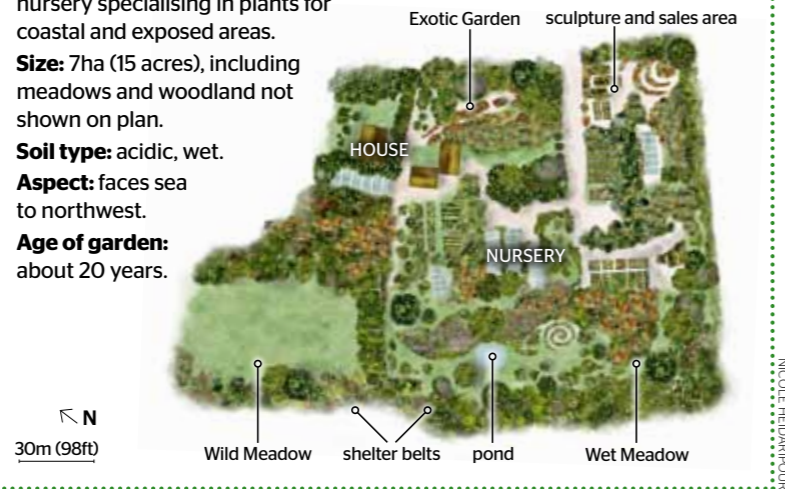 nursery specialising in plants for
coastal and exposed areas.
Size: 7ha (15 acres), including
meadows and woodland not
shown on plan.
Soil type: acidic, wet.
Aspect: faces sea
to northwest.
Age of garden:
about 20 years.
Exotic Garden
sculpture and sales area
HOUSE
NURSERY
N
30m (98ft)
Wild Meadow
shelter belts
pond
Wet Meadow
NICOLE HEIDARIPOUR